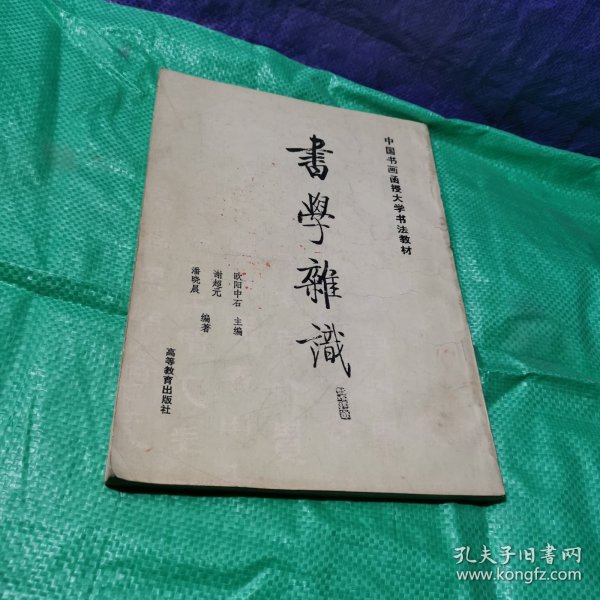 中国书画函授大学书法教材
書學雜識
欧阳中石 主编
谢超元
潘晓晨 编著
高等教育出版社
孔夫子旧书网
www.kongfz.com